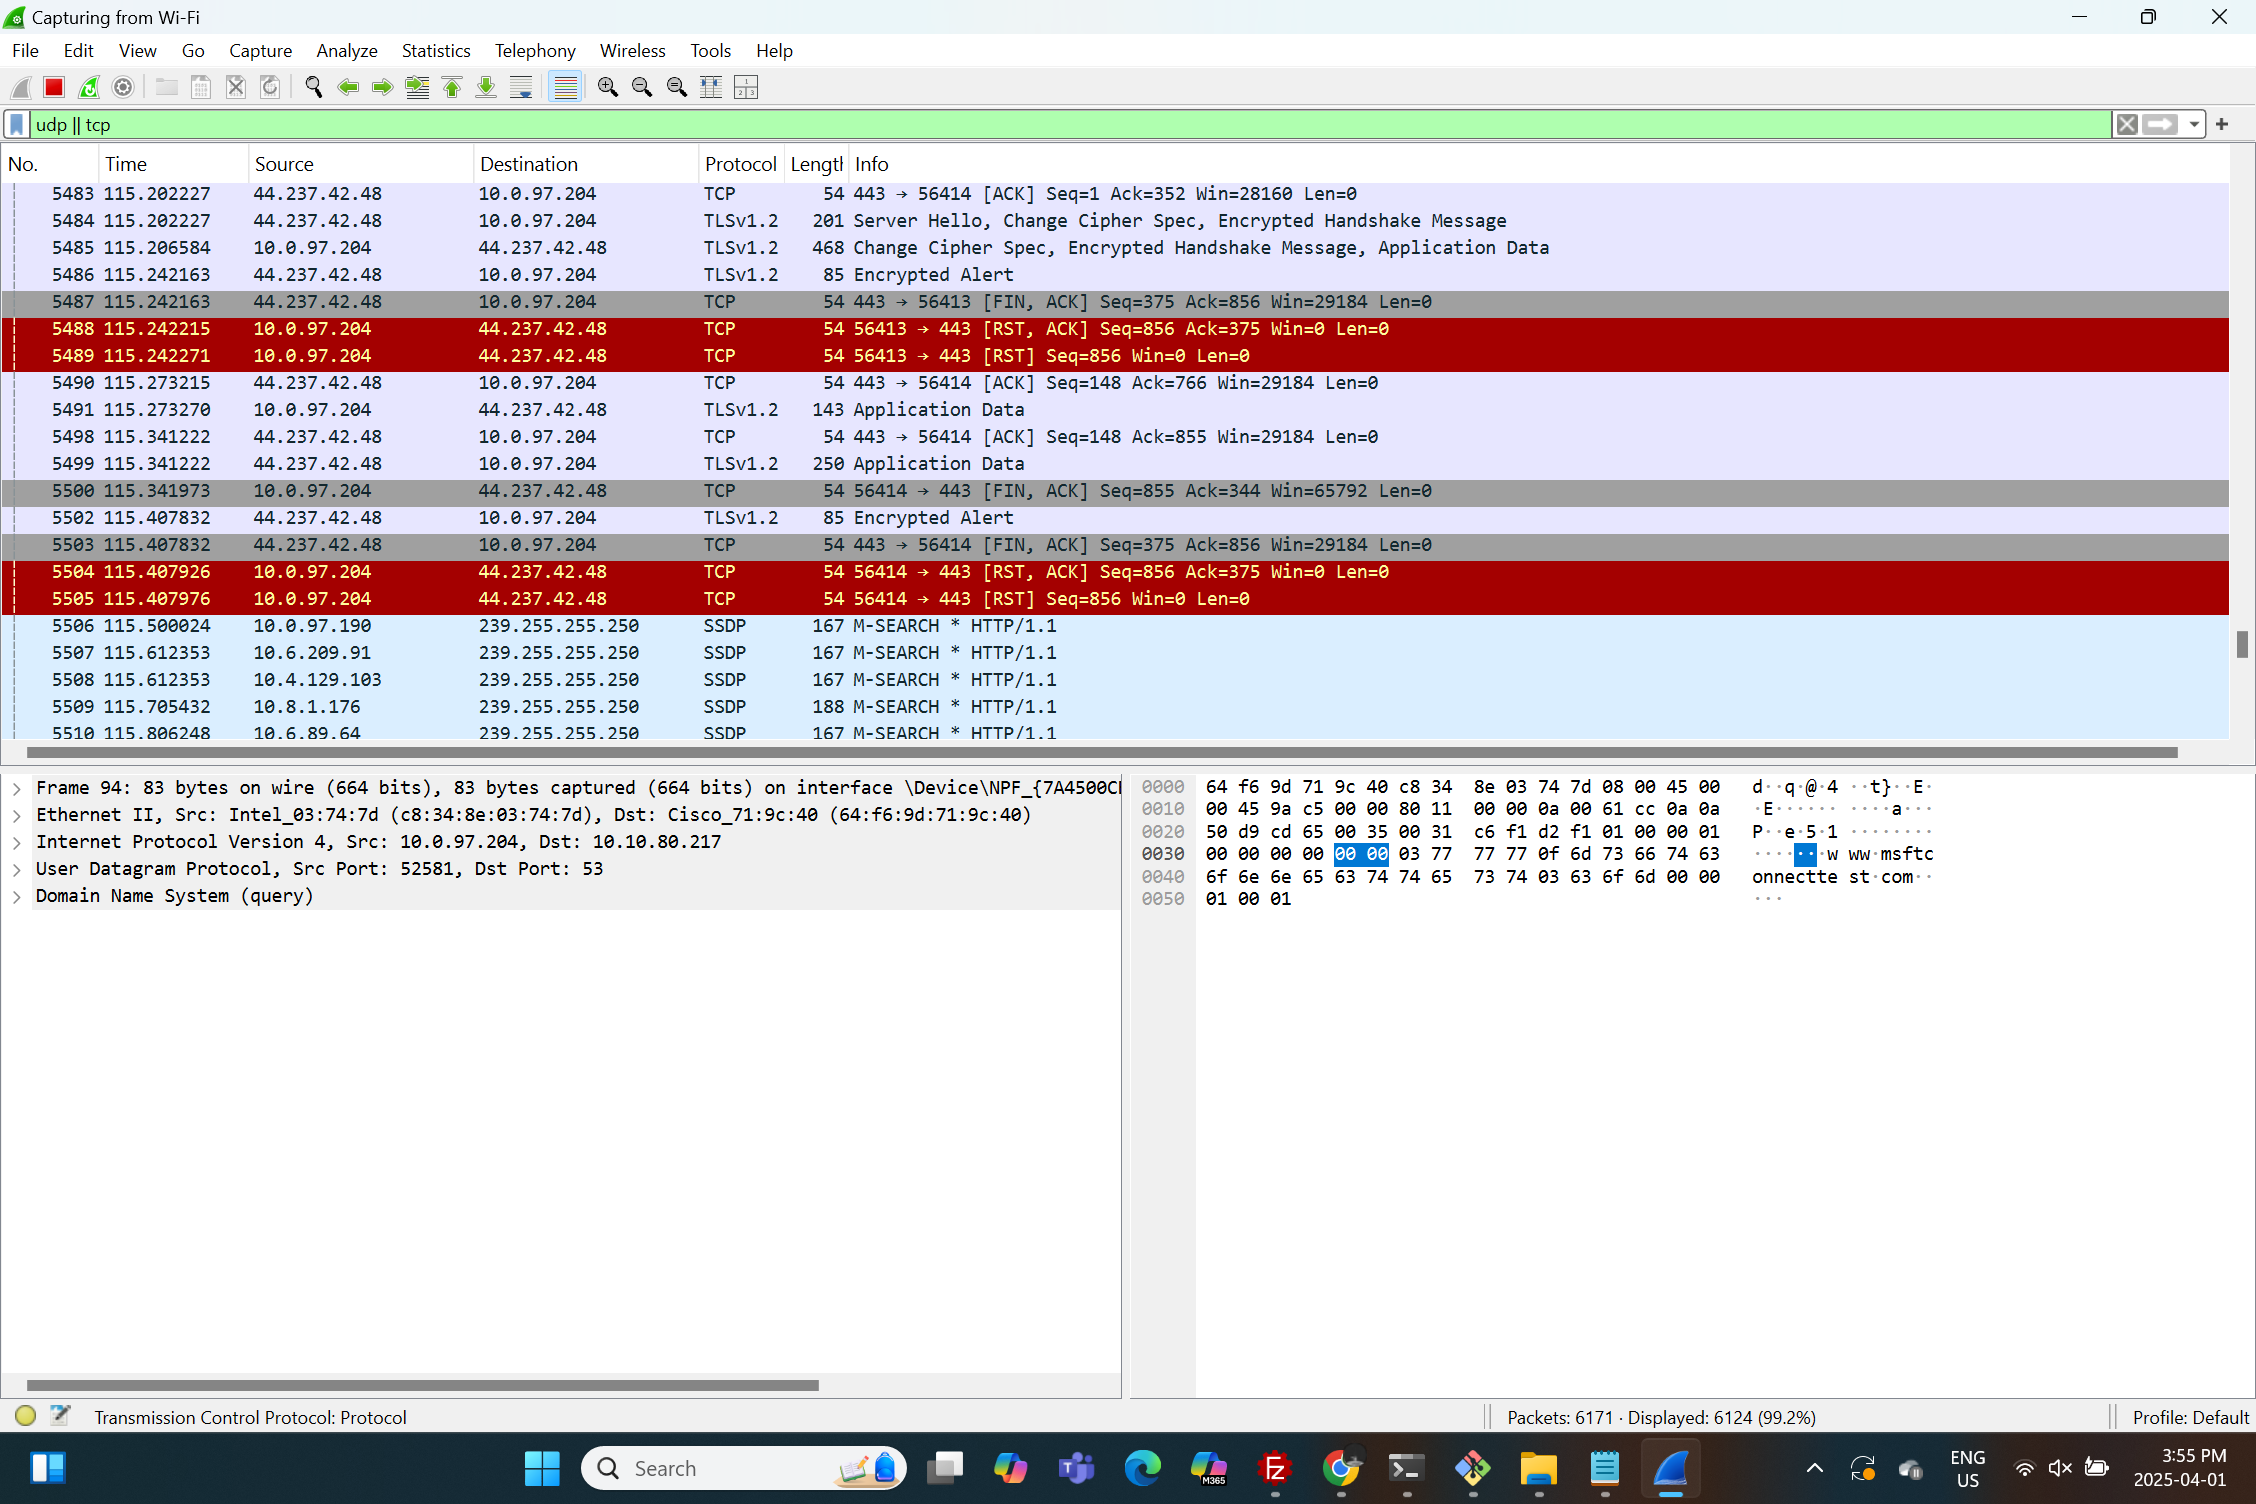 Capturing from Wi-Fi
File Edit View Go Capture Analyze Statistics Telephony Wireless Tools Help
udp || tcp
No. Time Source Destination Protocol Length Info
5483 115.202227 44.237.42.48 10.0.97.204 TCP 54 443 → 56414 [ACK] Seq=1 Ack=352 Win=28160 Len=0
5484 115.202227 44.237.42.48 10.0.97.204 TLSv1.2 201 Server Hello, Change Cipher Spec, Encrypted Handshake Message
5485 115.206584 10.0.97.204 44.237.42.48 TLSv1.2 468 Change Cipher Spec, Encrypted Handshake Message, Application Data
5486 115.242163 44.237.42.48 10.0.97.204 TLSv1.2 85 Encrypted Alert
5487 115.242163 44.237.42.48 10.0.97.204 TCP 54 443 → 56413 [FIN, ACK] Seq=375 Ack=856 Win=29184 Len=0
5488 115.242215 10.0.97.204 44.237.42.48 TCP 54 56413 → 443 [RST, ACK] Seq=856 Ack=375 Win=0 Len=0
5489 115.242271 10.0.97.204 44.237.42.48 TCP 54 56413 → 443 [RST] Seq=856 Win=0 Len=0
5490 115.273215 44.237.42.48 10.0.97.204 TCP 54 443 → 56414 [ACK] Seq=148 Ack=766 Win=29184 Len=0
5491 115.273270 10.0.97.204 44.237.42.48 TLSv1.2 143 Application Data
5498 115.341222 44.237.42.48 10.0.97.204 TCP 54 443 → 56414 [ACK] Seq=148 Ack=855 Win=29184 Len=0
5499 115.341222 44.237.42.48 10.0.97.204 TLSv1.2 250 Application Data
5500 115.341973 10.0.97.204 44.237.42.48 TCP 54 56414 → 443 [FIN, ACK] Seq=855 Ack=344 Win=65792 Len=0
5502 115.407832 44.237.42.48 10.0.97.204 TLSv1.2 85 Encrypted Alert
5503 115.407832 44.237.42.48 10.0.97.204 TCP 54 443 → 56414 [FIN, ACK] Seq=375 Ack=856 Win=29184 Len=0
5504 115.407926 10.0.97.204 44.237.42.48 TCP 54 56414 → 443 [RST, ACK] Seq=856 Ack=375 Win=0 Len=0
5505 115.407976 10.0.97.204 44.237.42.48 TCP 54 56414 → 443 [RST] Seq=856 Win=0 Len=0
5506 115.500024 10.0.97.190 239.255.255.250 SSDP 167 M-SEARCH * HTTP/1.1
5507 115.612353 10.6.209.91 239.255.255.250 SSDP 167 M-SEARCH * HTTP/1.1
5508 115.612353 10.4.129.103 239.255.255.250 SSDP 167 M-SEARCH * HTTP/1.1
5509 115.705432 10.8.1.176 239.255.255.250 SSDP 188 M-SEARCH * HTTP/1.1
5510 115.806248 10.6.89.64 239.255.255.250 SSDP 167 M-SEARCH * HTTP/1.1
Frame 94: 83 bytes on wire (664 bits), 83 bytes captured (664 bits) on interface \Device\NPF_{7A4500C
Ethernet II, Src: Intel_03:74:7d (c8:34:8e:03:74:7d), Dst: Cisco_71:9c:40 (64:f6:9d:71:9c:40)
Internet Protocol Version 4, Src: 10.0.97.204, Dst: 10.10.80.217
User Datagram Protocol, Src Port: 52581, Dst Port: 53
Domain Name System (query)
0000 64 f6 9d 71 9c 40 c8 34 8e 03 74 7d 08 00 45 00 d··q·@·4 ··t}··E·
0010 00 45 9a c5 00 00 80 11 00 00 0a 00 61 cc 0a 0a ·E······ ····a···
0020 50 d9 cd 65 00 35 00 31 c6 f1 d2 f1 01 00 00 01 P··e·5·1 ········
0030 00 00 00 00 00 00 03 77 77 77 0f 6d 73 66 74 63 ·······w ww·msftc
0040 6f 6e 6e 65 63 74 74 65 73 74 03 63 6f 6d 00 00 onnectte st·com··
0050 01 00 01 ···
Transmission Control Protocol: Protocol
Packets: 6171 · Displayed: 6124 (99.2%)
Profile: Default
Search
M365
Fz
ENG
US
3:55 PM
2025-04-01